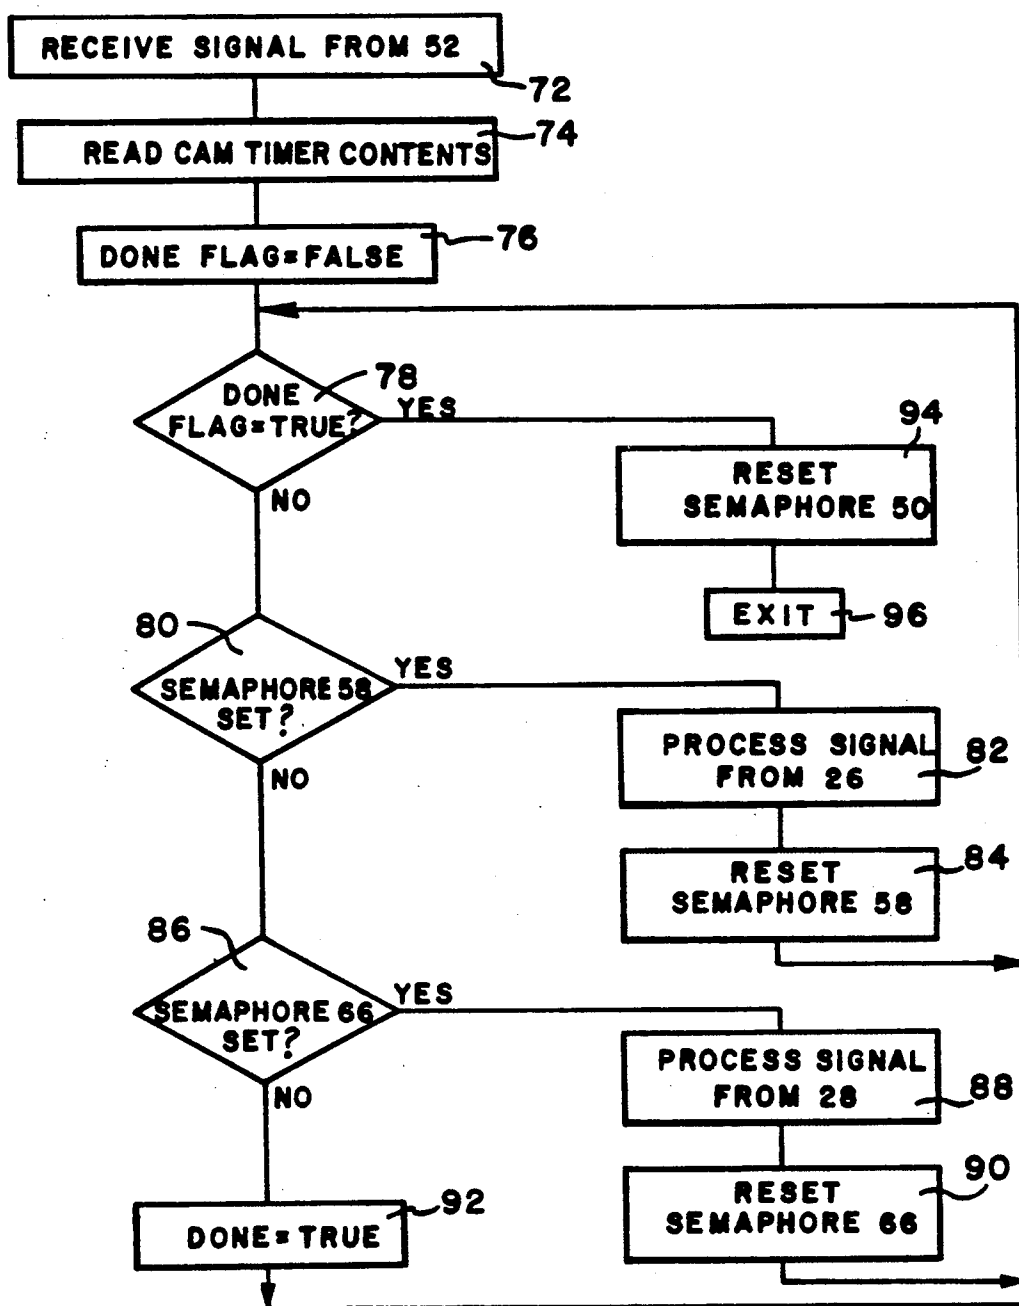 RECEIVE SIGNAL FROM 52
72
74
READ CAM TIMER CONTENTS
76
DONE FLAG=FALSE
78
DONE
FLAG=TRUE?
YES
NO
94
RESET
SEMAPHORE 50
EXIT
96
80
SEMAPHORE 58
SET?
YES
NO
PROCESS SIGNAL
FROM 26
82
84
RESET
SEMAPHORE 58
86
SEMAPHORE 66
SET?
YES
NO
PROCESS SIGNAL
FROM 28
88
90
RESET
SEMAPHORE 66
92
DONE=TRUE